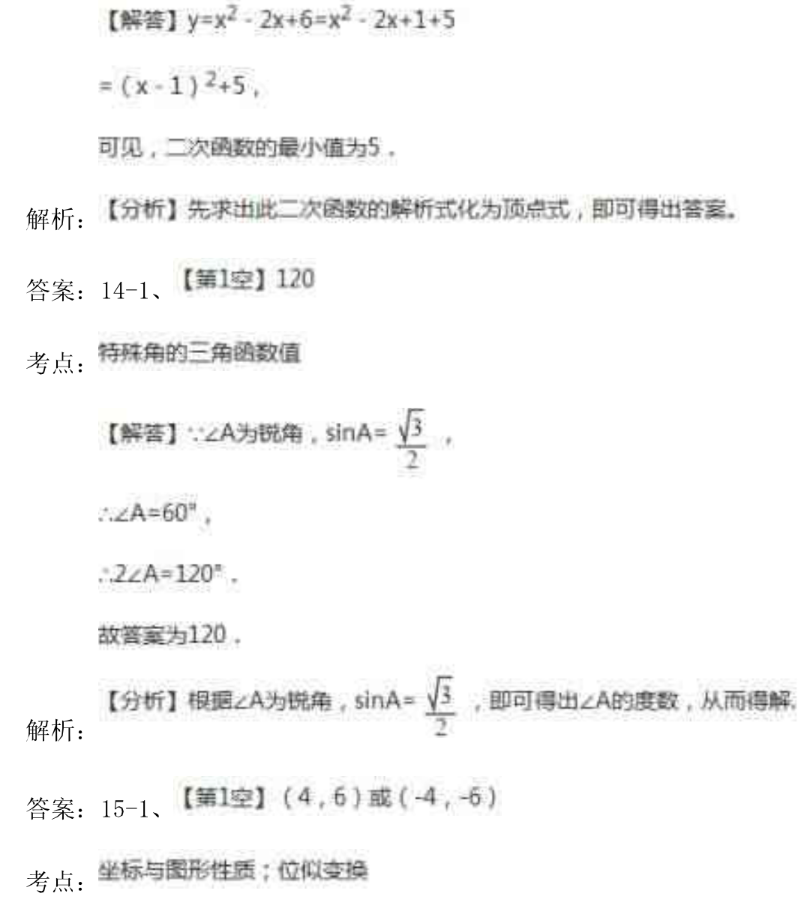 【解答】y=x²-2x+6=x²-2x+1+5
=(x-1)²+5,
可见,二次函数的最小值为5.
解析:【分析】先求出此二次函数的解析式化为顶点式,即可得出答案。
答案: 14-1、【第1空】120
考点:特殊角的三角函数值
【解答】∵∠A为锐角,sinA=√3/2,
∴∠A=60°,
∴2∠A=120°.
故答案为120.
解析:【分析】根据∠A为锐角,sinA=√3/2,即可得出∠A的度数,从而得解.
答案: 15-1、【第1空】(4,6)或(-4,-6)
考点:坐标与图形性质;位似变换